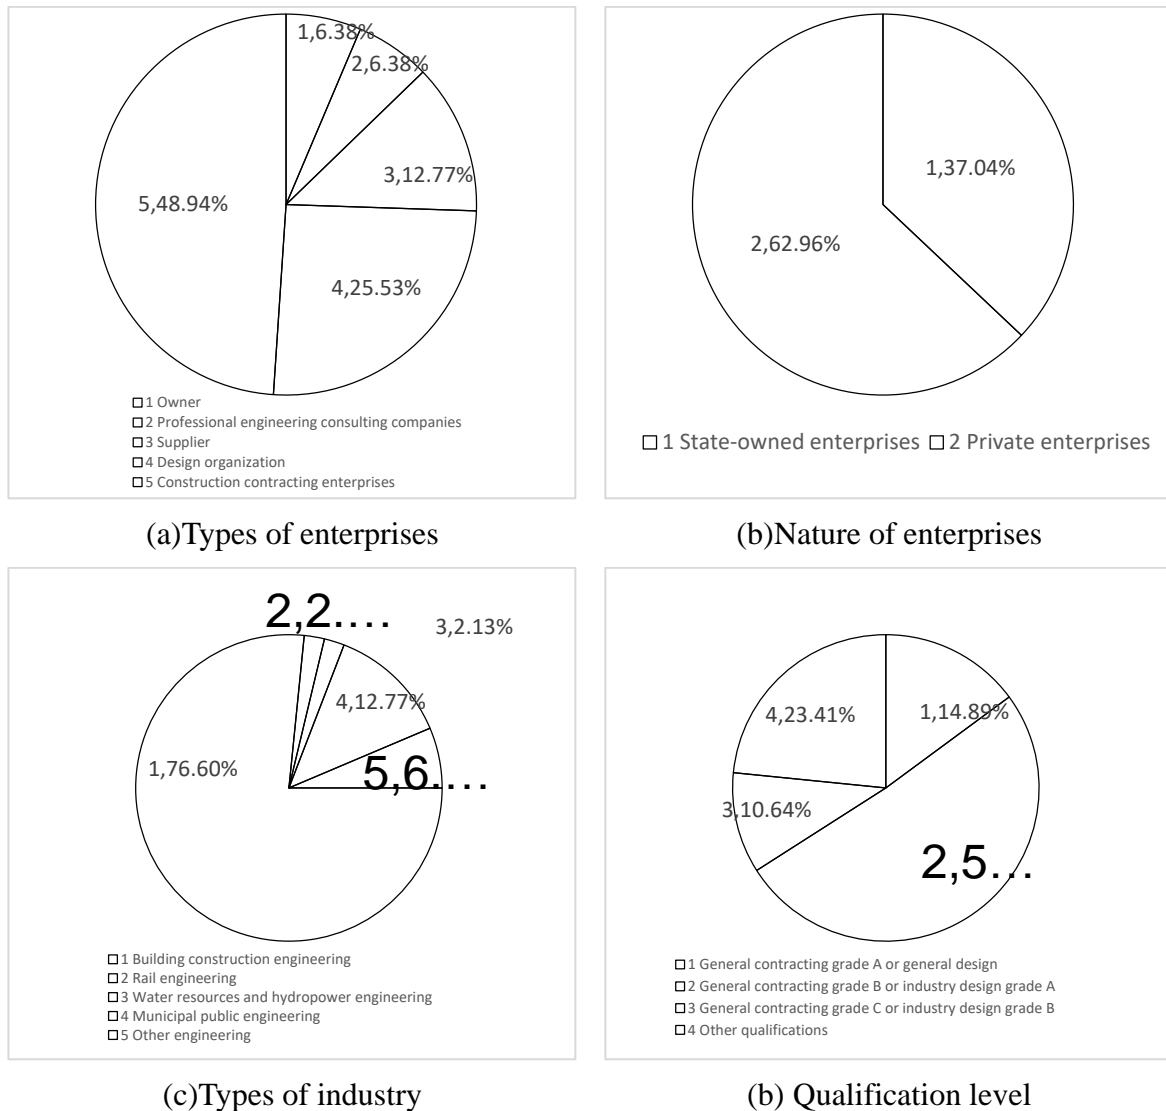 1,6.38%
2,6.38%
3,12.77%
4,25.53%
5,48.94%
1 Owner
2 Professional engineering consulting companies
3 Supplier
4 Design organization
5 Construction contracting enterprises
(a)Types of enterprises
1,37.04%
2,62.96%
1 State-owned enterprises 2 Private enterprises
(b)Nature of enterprises
2,2....
3,2.13%
4,12.77%
1,76.60%
5,6....
1 Building construction engineering
2 Rail engineering
3 Water resources and hydropower engineering
4 Municipal public engineering
5 Other engineering
(c)Types of industry
1,14.89%
4,23.41%
3,10.64%
2,5...
1 General contracting grade A or general design
2 General contracting grade B or industry design grade A
3 General contracting grade C or industry design grade B
4 Other qualifications
(b) Qualification level